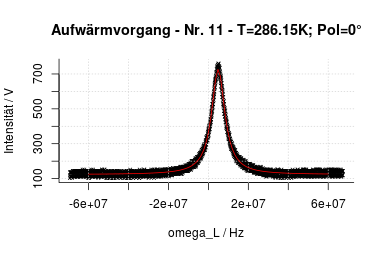 Aufwärmvorgang - Nr. 11 - T=286.15K; Pol=0°
Intensität / V
700
500
300
100
-6e+07 -2e+07 2e+07 6e+07
omega_L / Hz